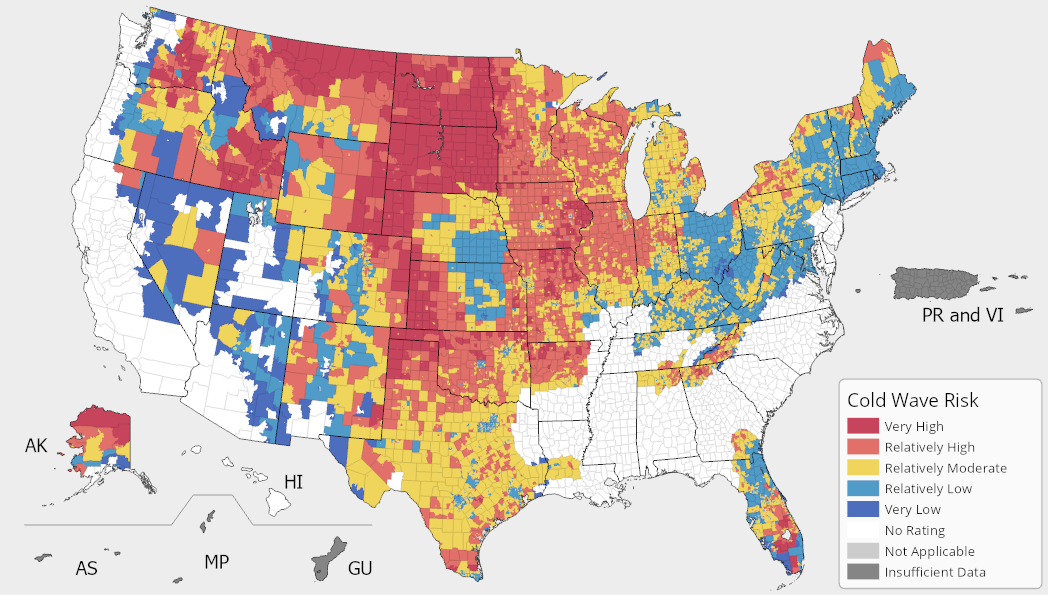 PR and VI
Cold Wave Risk
Very High
Relatively High
Relatively Moderate
Relatively Low
Very Low
No Rating
Not Applicable
Insufficient Data
AK
HI
MP
AS
GU